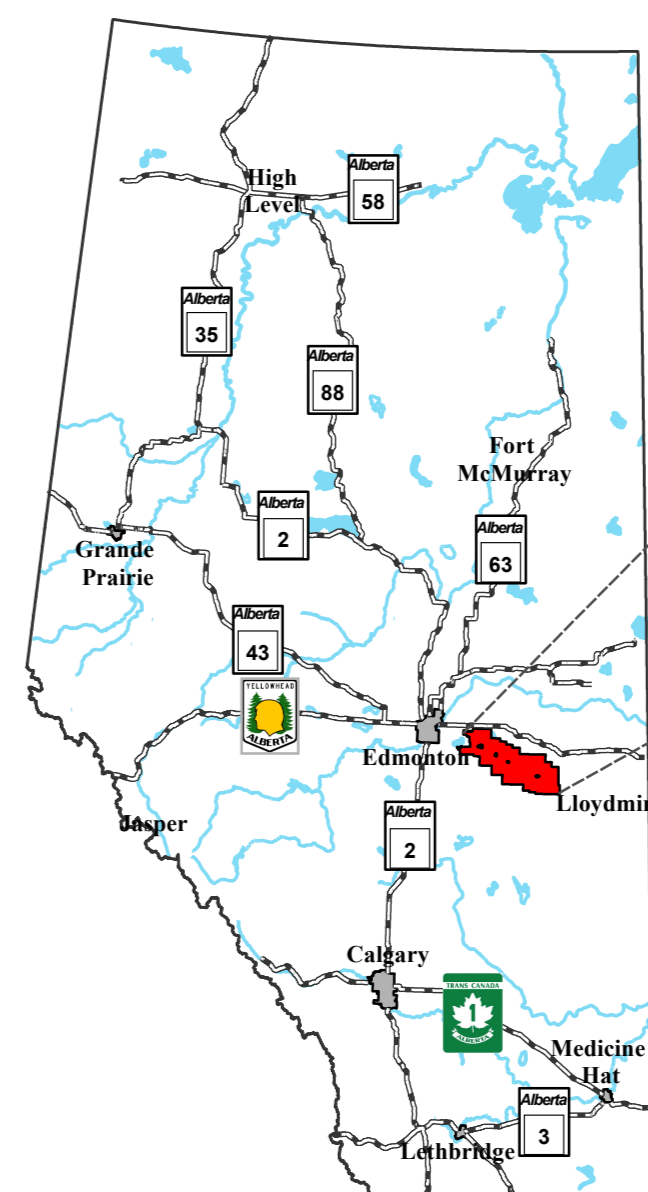 High
Level
Alberta
58
Alberta
35
Alberta
88
Fort
McMurray
Alberta
2
Alberta
63
Grande
Prairie
Alberta
43
YELLOWHEAD
ALBERTA
Edmonton
Lloydmin
Alberta
2
Jasper
Calgary
TRANS CANADA
1
ALBERTA
Medicine
Hat
Alberta
3
Lethbridge